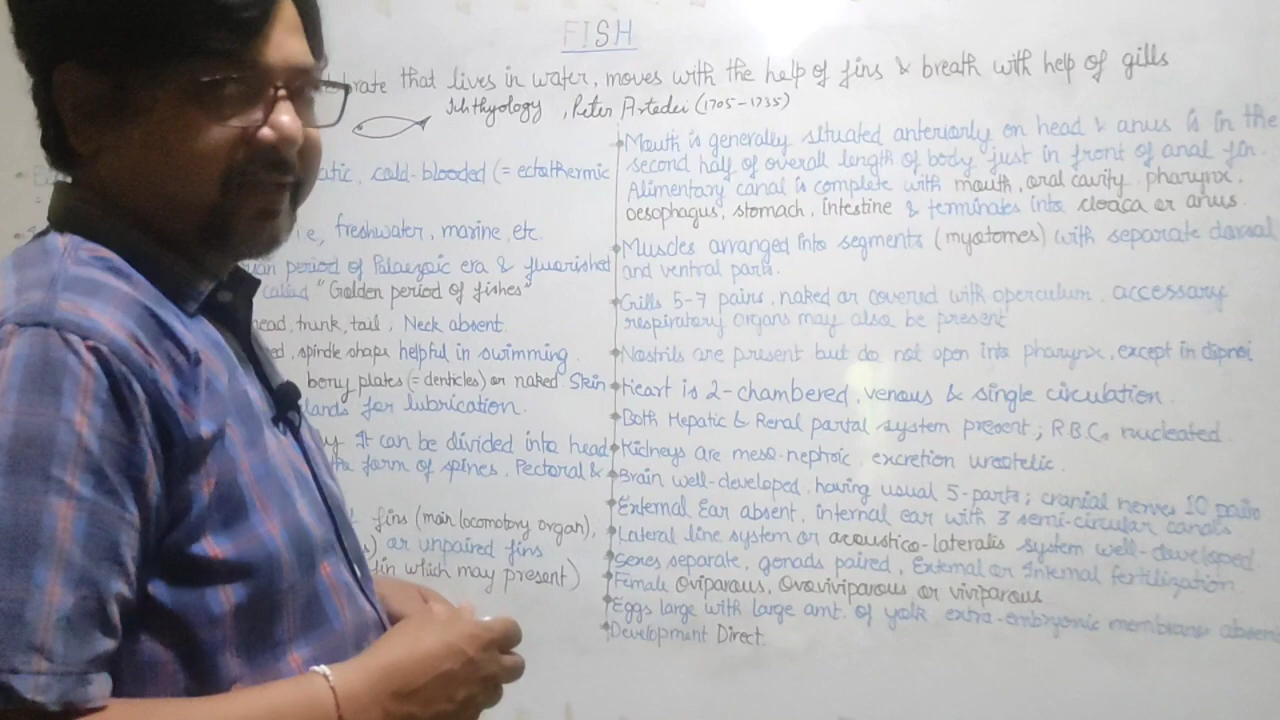 FISH
rate that lives in water, moves with the help of fins & breath with help of gills
Ichthyology, Peter Artedei (1705-1735)
atic, cold-blooded (= ectothermic
ie, freshwater, marine, etc.
ian period of Palaezoic era & flurished
called "Golden period of fishes"
head, trunk, tail, Neck absent.
ed, spindle shape helpful in swimming.
bony plates (= denticles) or naked. Skin
lands for lubrication.
y. It can be divided into head
the form of spines. Pectoral &
fins (main locomotory organ),
s) or unpaired fins
fin which may present)
Mouth is generally situated anteriorly on head & anus is in the
second half of overall length of body just in front of anal fin.
Alimentary canal is complete with mouth, oral cavity, pharynx,
oesophagus, stomach, intestine & terminates into cloaca or anus.
Muscles arranged into segments (myotomes) with separate dorsal
and ventral parts.
Gills 5-7 pairs, naked or covered with operculum, accessary
respiratory organs may also be present
Nostrils are present but do not open into pharynx, except in dipnoi
Heart is 2-chambered, venous & single circulation.
Both Hepatic & Renal portal system present; R.B.Cs nucleated.
Kidneys are meso-nephroic, excretion ureotelic.
Brain well-developed, having usual 5-parts; cranial nerves 10 pairs
External Ear absent, internal ear with 3 semi-circular canals
Lateral line system or acoustico-lateralis system well-developed
Sexes separate, gonads paired, External or Internal fertilization.
Female Oviparous, Ovoviviparous or viviparous
Eggs large with large amt. of yolk extra-embryonic membrane absent
Development Direct.